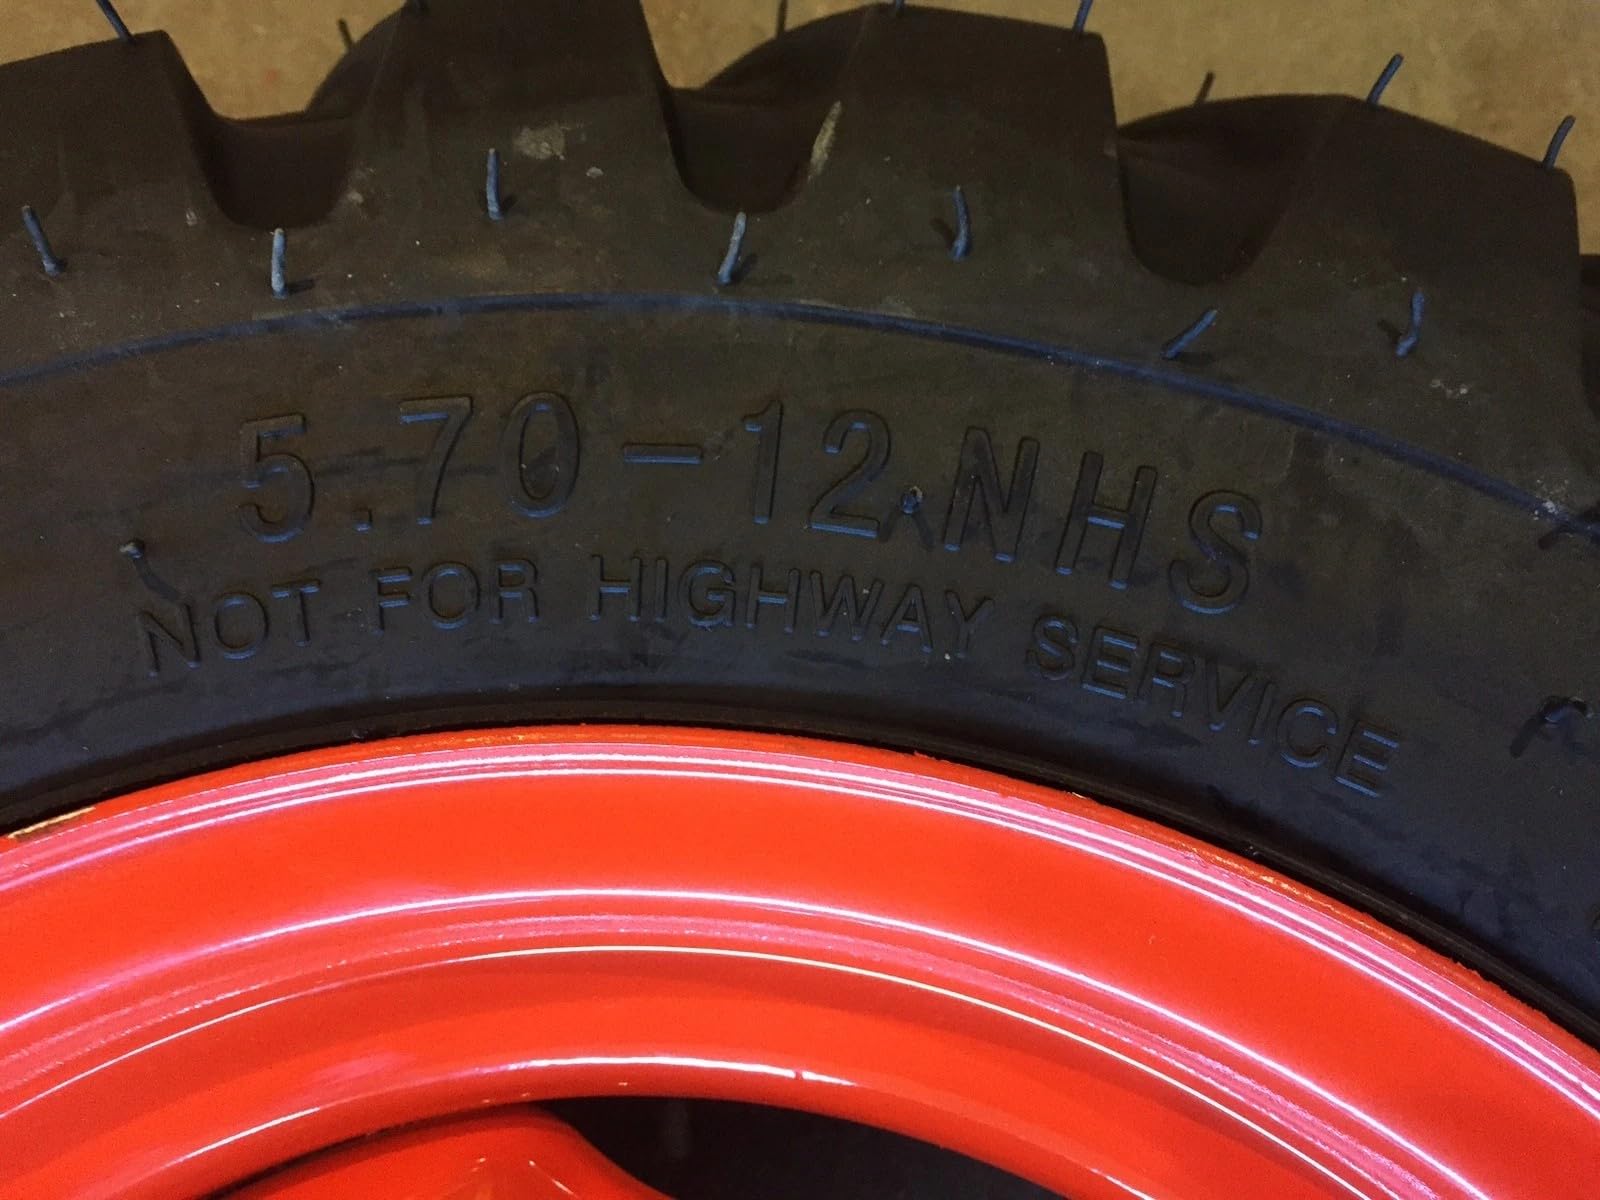 5.70-12 NHS
NOT FOR HIGHWAY SERVICE